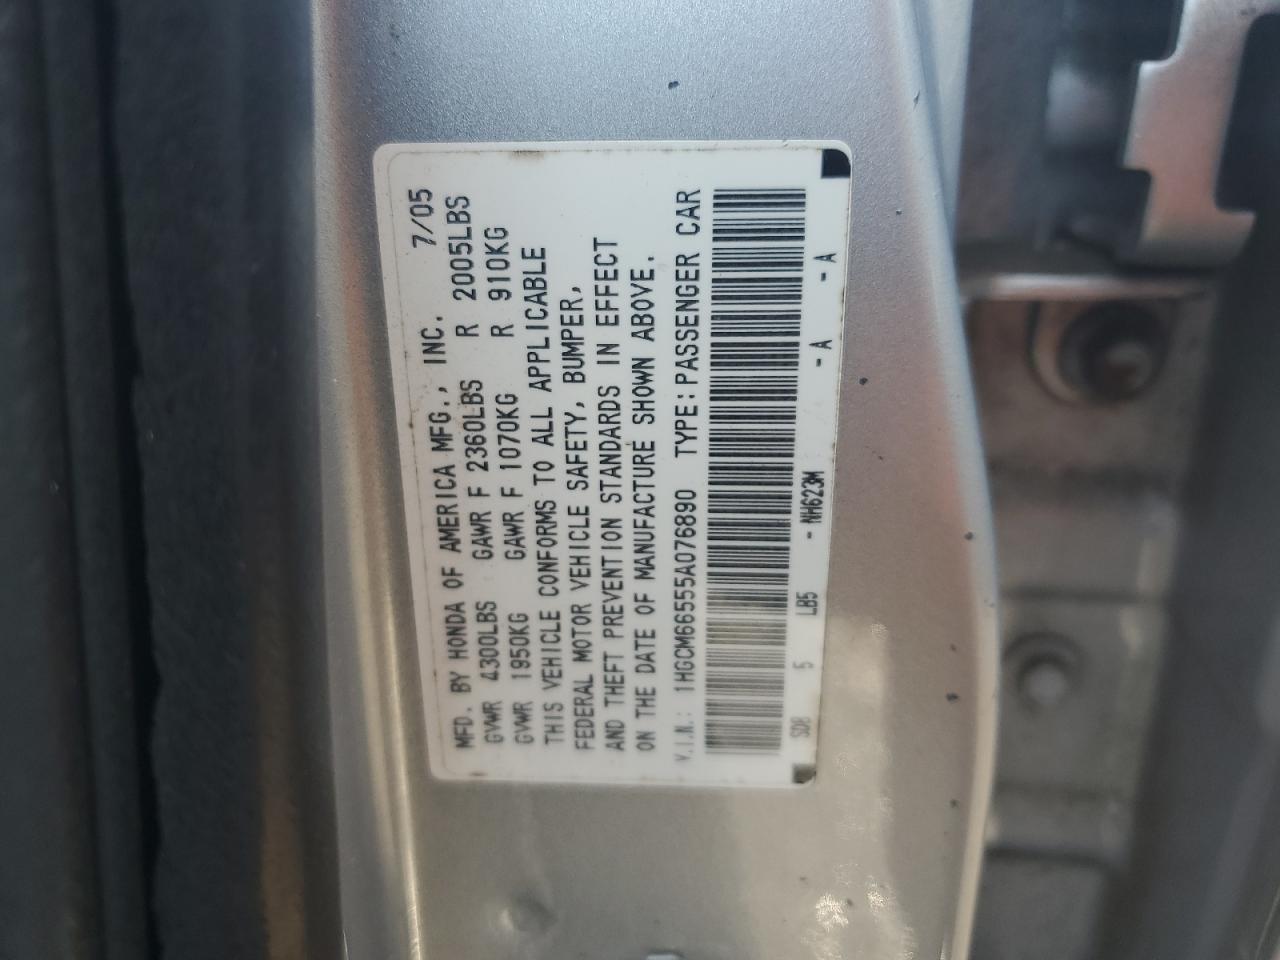 MFD. BY HONDA OF AMERICA MFG., INC. 7/05
GVWR 4300LBS GAWR F 2360LBS R 2005LBS
GVWR 1950KG GAWR F 1070KG R 910KG
THIS VEHICLE CONFORMS TO ALL APPLICABLE
FEDERAL MOTOR VEHICLE SAFETY, BUMPER,
AND THEFT PREVENTION STANDARDS IN EFFECT
ON THE DATE OF MANUFACTURE SHOWN ABOVE.
V.I.N.: 1HGCM66555A076890 TYPE: PASSENGER CAR
SDB 5 LB5 - NH623M - A - A